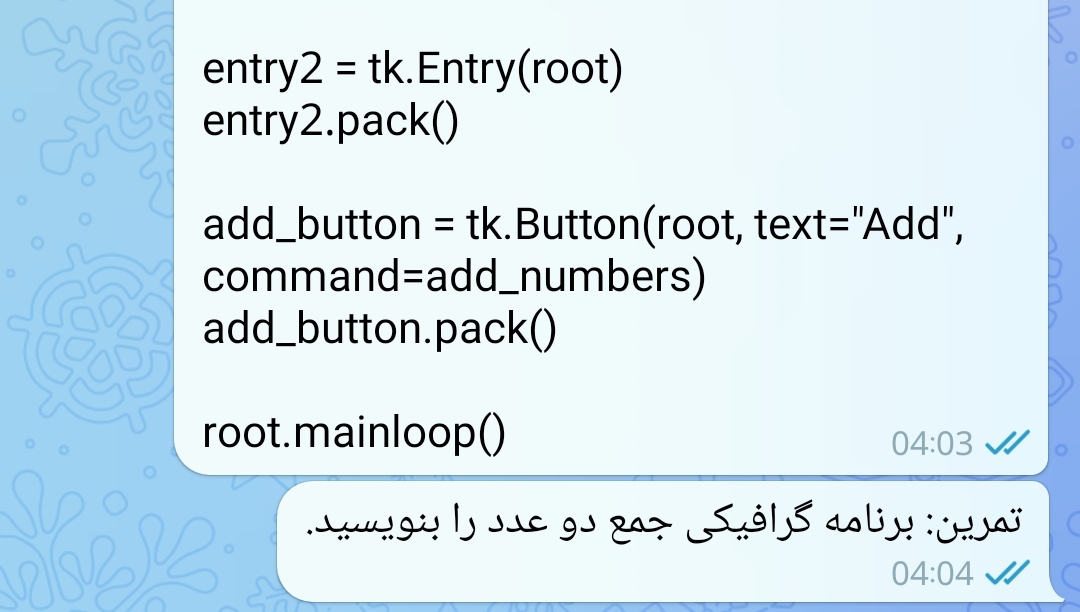 entry2 = tk.Entry(root)
entry2.pack()
add_button = tk.Button(root, text="Add",
command=add_numbers)
add_button.pack()
root.mainloop()
04:03
تمرین: برنامه گرافیکی جمع دو عدد را بنویسید.
04:04